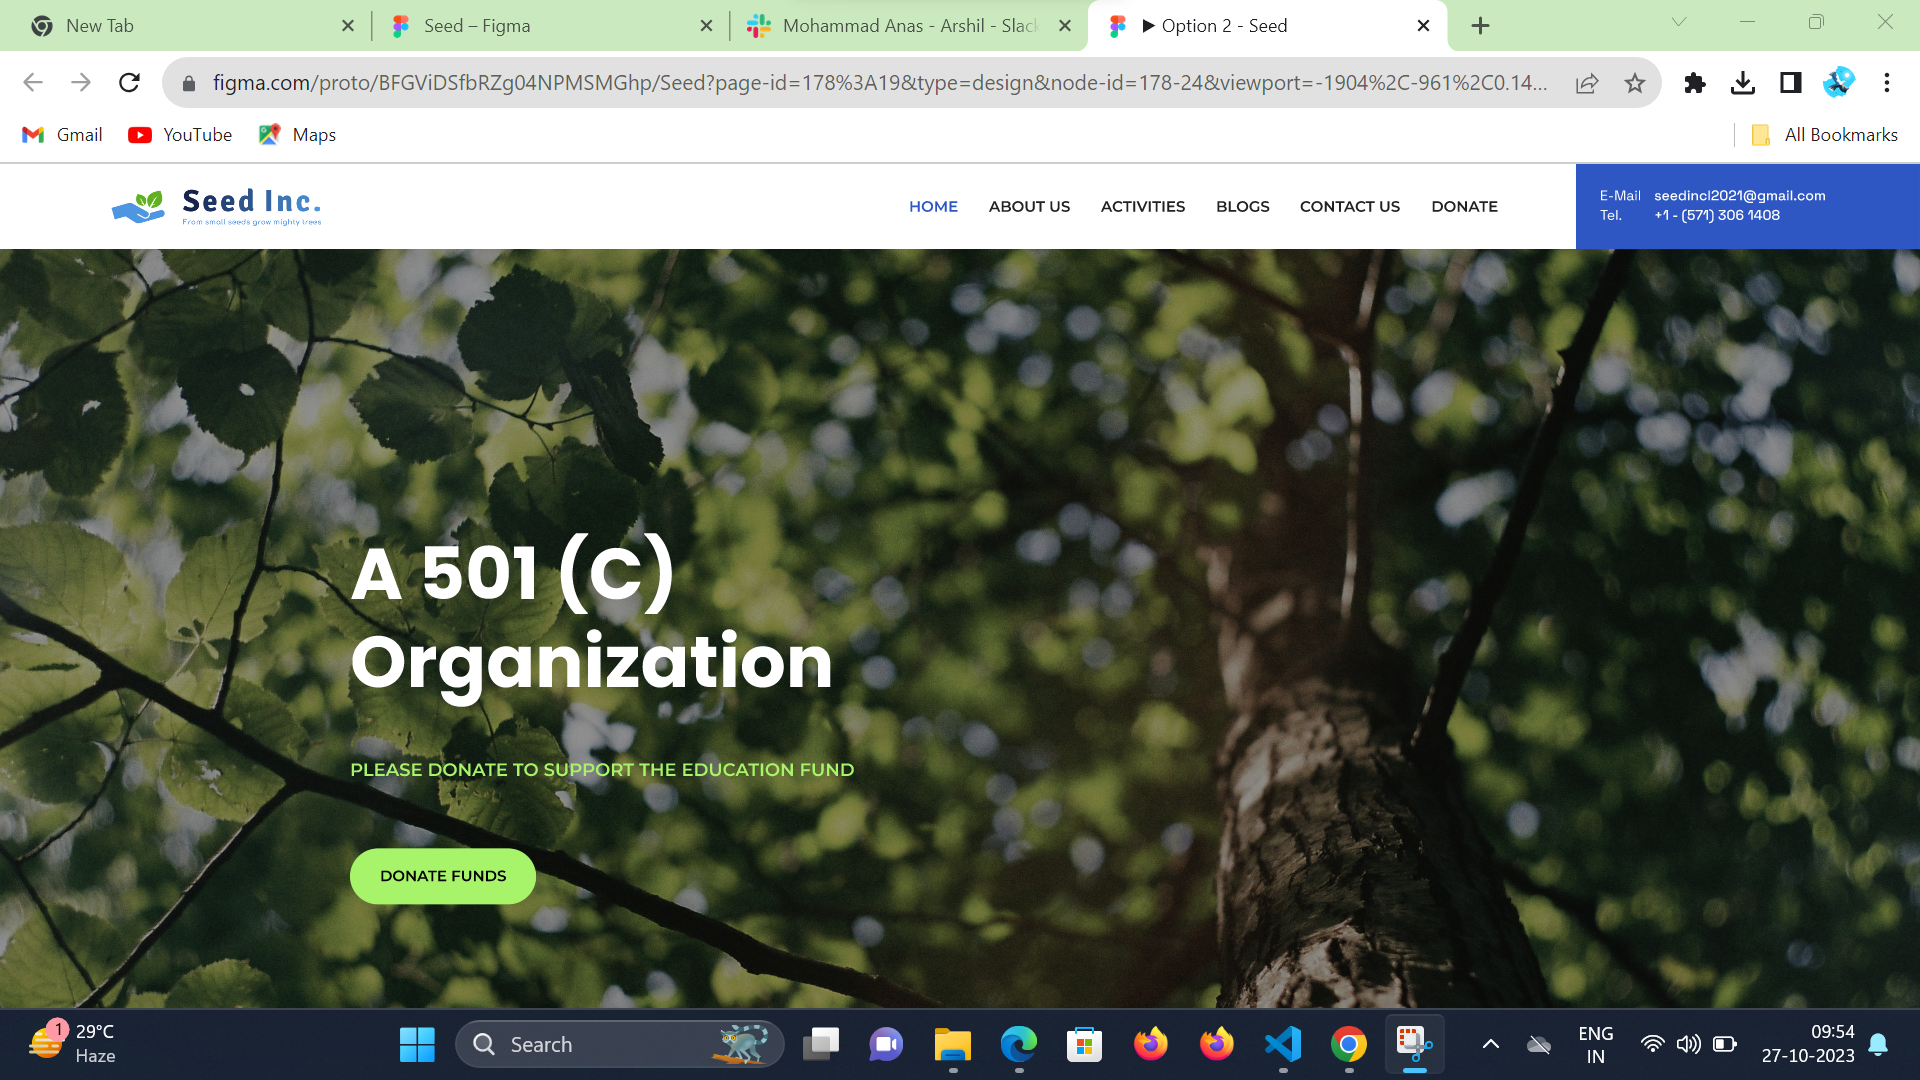 New Tab
Seed – Figma
Mohammad Anas - Arshil - Slack
▶ Option 2 - Seed
figma.com/proto/BFGViDSfbRZg04NPMSMGhp/Seed?page-id=178%3A19&type=design&node-id=178-24&viewport=-1904%2C-961%2C0.14...
Gmail
YouTube
Maps
All Bookmarks
Seed Inc.
From small seeds grow mighty trees
HOME
ABOUT US
ACTIVITIES
BLOGS
CONTACT US
DONATE
E-Mail seedincl2021@gmail.com
Tel. +1 - (571) 306 1408
A 501 (C)
Organization
PLEASE DONATE TO SUPPORT THE EDUCATION FUND
DONATE FUNDS
1
29°C
Haze
Search
ENG
IN
09:54
27-10-2023